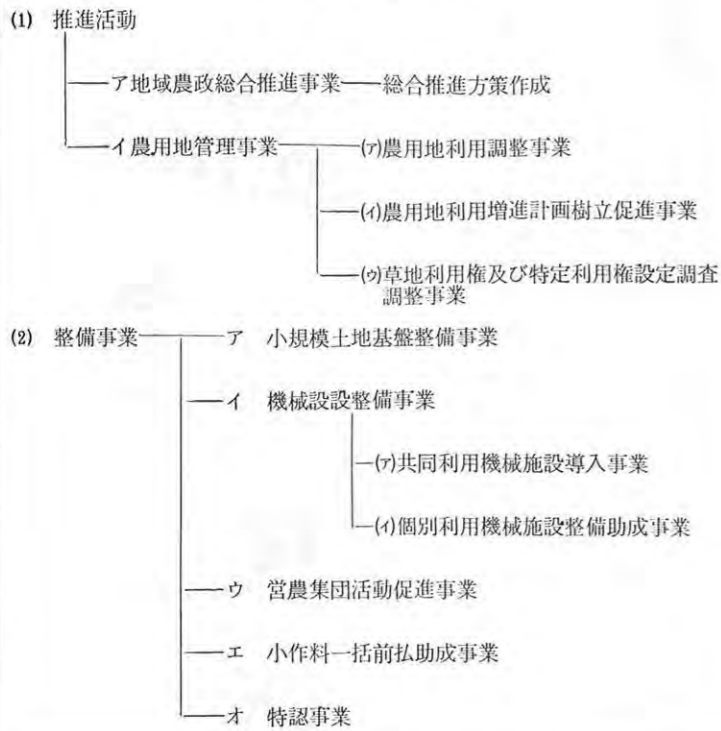 (1) 推進活動
ア地域農政総合推進事業 総合推進方策作成
イ農用地管理事業 (ア)農用地利用調整事業
(イ)農用地利用増進計画樹立促進事業
(ウ)草地利用権及び特定利用権設定調査
調整事業
(2) 整備事業 ア 小規模土地基盤整備事業
イ 機械設設整備事業
(ア)共同利用機械施設導入事業
(イ)個別利用機械施設整備助成事業
ウ 営農集団活動促進事業
エ 小作料一括前払助成事業
オ 特認事業